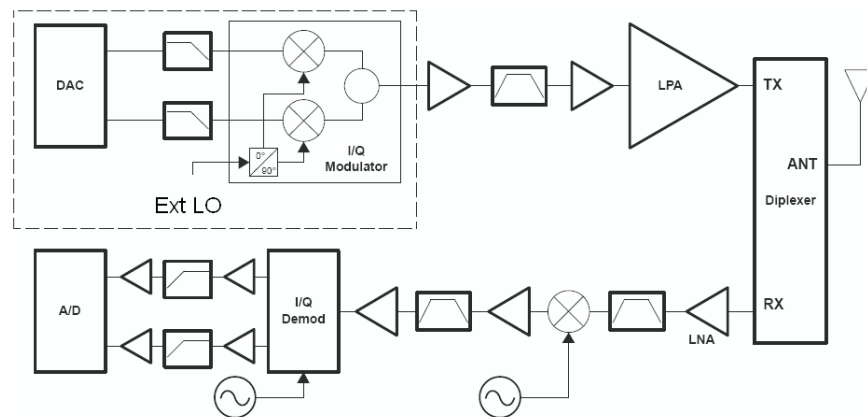 DAC
LPA
TX
ANT
Diplexer
RX
I/Q
Modulator
0°
90°
Ext LO
A/D
I/Q
Demod
LNA